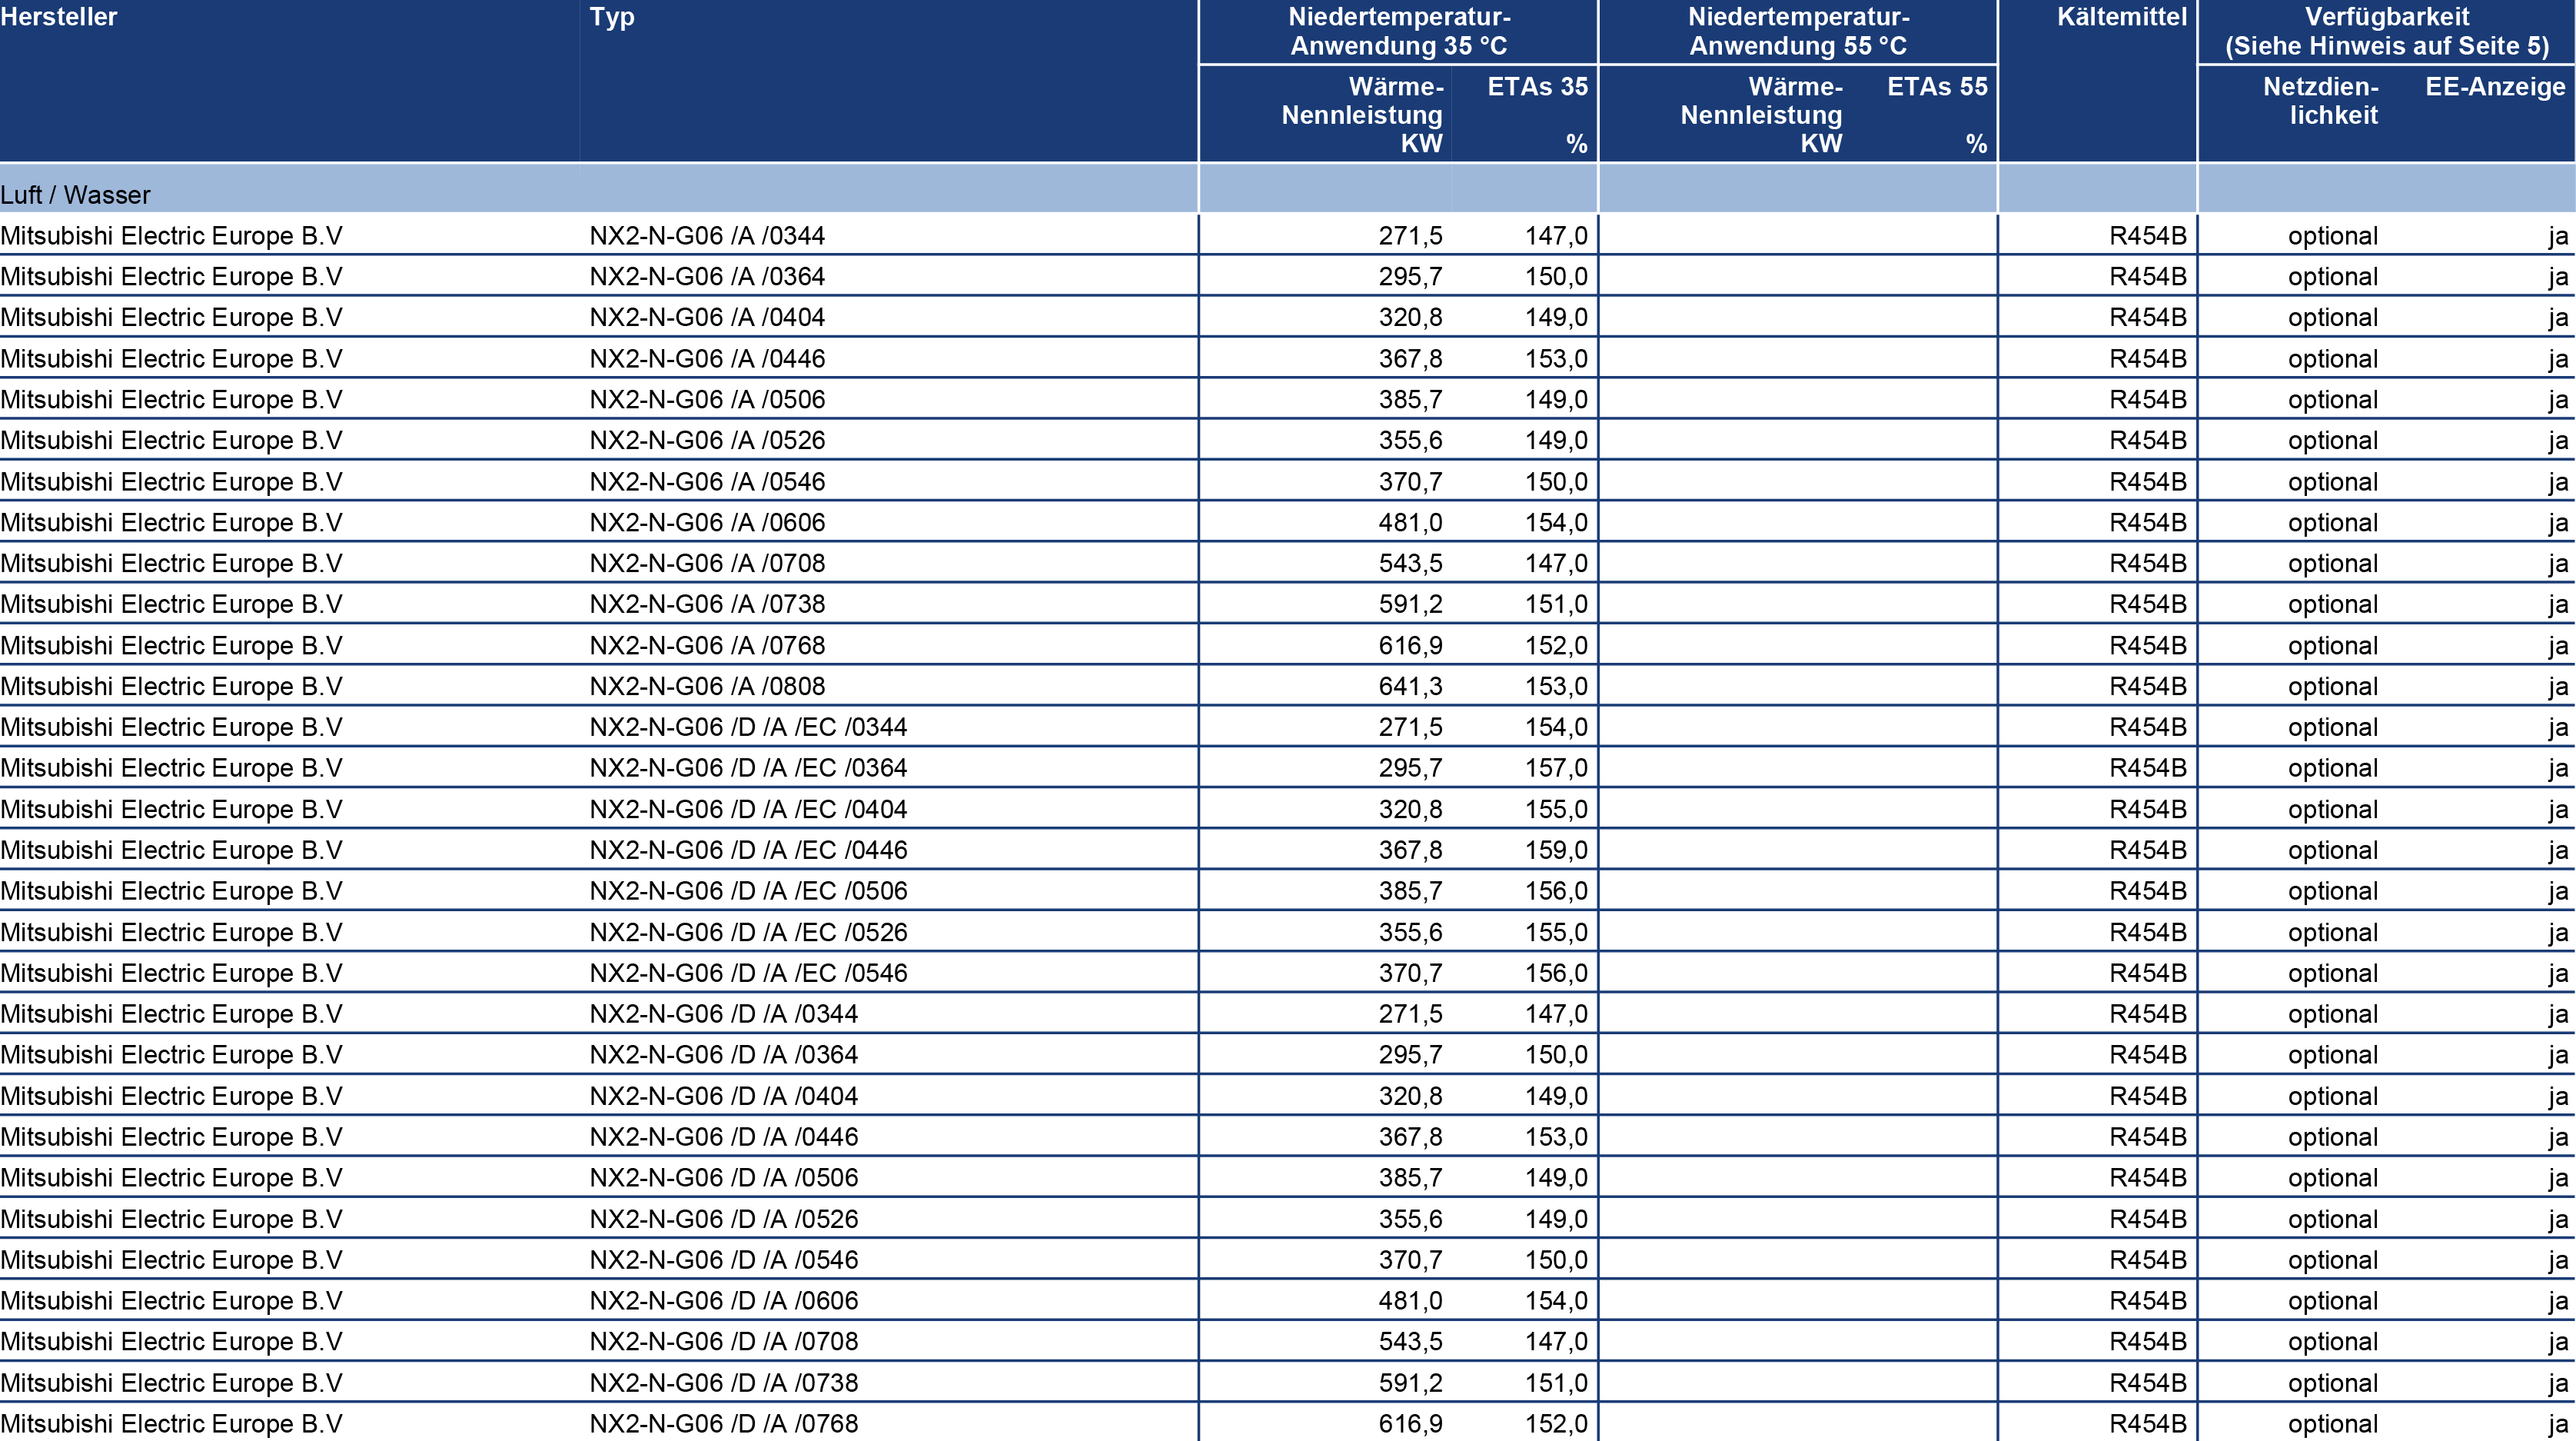 Hersteller Typ Niedertemperatur- Niedertemperatur- Kältemittel Verfügbarkeit
Anwendung 35 °C Anwendung 55 °C (Siehe Hinweis auf Seite 5)
Wärme- ETAs 35 Wärme- ETAs 55 Netzdien- EE-Anzeige
Nennleistung Nennleistung lichkeit
KW % KW %
Luft / Wasser
Mitsubishi Electric Europe B.V NX2-N-G06 /A /0344 271,5 147,0 R454B optional ja
Mitsubishi Electric Europe B.V NX2-N-G06 /A /0364 295,7 150,0 R454B optional ja
Mitsubishi Electric Europe B.V NX2-N-G06 /A /0404 320,8 149,0 R454B optional ja
Mitsubishi Electric Europe B.V NX2-N-G06 /A /0446 367,8 153,0 R454B optional ja
Mitsubishi Electric Europe B.V NX2-N-G06 /A /0506 385,7 149,0 R454B optional ja
Mitsubishi Electric Europe B.V NX2-N-G06 /A /0526 355,6 149,0 R454B optional ja
Mitsubishi Electric Europe B.V NX2-N-G06 /A /0546 370,7 150,0 R454B optional ja
Mitsubishi Electric Europe B.V NX2-N-G06 /A /0606 481,0 154,0 R454B optional ja
Mitsubishi Electric Europe B.V NX2-N-G06 /A /0708 543,5 147,0 R454B optional ja
Mitsubishi Electric Europe B.V NX2-N-G06 /A /0738 591,2 151,0 R454B optional ja
Mitsubishi Electric Europe B.V NX2-N-G06 /A /0768 616,9 152,0 R454B optional ja
Mitsubishi Electric Europe B.V NX2-N-G06 /A /0808 641,3 153,0 R454B optional ja
Mitsubishi Electric Europe B.V NX2-N-G06 /D /A /EC /0344 271,5 154,0 R454B optional ja
Mitsubishi Electric Europe B.V NX2-N-G06 /D /A /EC /0364 295,7 157,0 R454B optional ja
Mitsubishi Electric Europe B.V NX2-N-G06 /D /A /EC /0404 320,8 155,0 R454B optional ja
Mitsubishi Electric Europe B.V NX2-N-G06 /D /A /EC /0446 367,8 159,0 R454B optional ja
Mitsubishi Electric Europe B.V NX2-N-G06 /D /A /EC /0506 385,7 156,0 R454B optional ja
Mitsubishi Electric Europe B.V NX2-N-G06 /D /A /EC /0526 355,6 155,0 R454B optional ja
Mitsubishi Electric Europe B.V NX2-N-G06 /D /A /EC /0546 370,7 156,0 R454B optional ja
Mitsubishi Electric Europe B.V NX2-N-G06 /D /A /0344 271,5 147,0 R454B optional ja
Mitsubishi Electric Europe B.V NX2-N-G06 /D /A /0364 295,7 150,0 R454B optional ja
Mitsubishi Electric Europe B.V NX2-N-G06 /D /A /0404 320,8 149,0 R454B optional ja
Mitsubishi Electric Europe B.V NX2-N-G06 /D /A /0446 367,8 153,0 R454B optional ja
Mitsubishi Electric Europe B.V NX2-N-G06 /D /A /0506 385,7 149,0 R454B optional ja
Mitsubishi Electric Europe B.V NX2-N-G06 /D /A /0526 355,6 149,0 R454B optional ja
Mitsubishi Electric Europe B.V NX2-N-G06 /D /A /0546 370,7 150,0 R454B optional ja
Mitsubishi Electric Europe B.V NX2-N-G06 /D /A /0606 481,0 154,0 R454B optional ja
Mitsubishi Electric Europe B.V NX2-N-G06 /D /A /0708 543,5 147,0 R454B optional ja
Mitsubishi Electric Europe B.V NX2-N-G06 /D /A /0738 591,2 151,0 R454B optional ja
Mitsubishi Electric Europe B.V NX2-N-G06 /D /A /0768 616,9 152,0 R454B optional ja